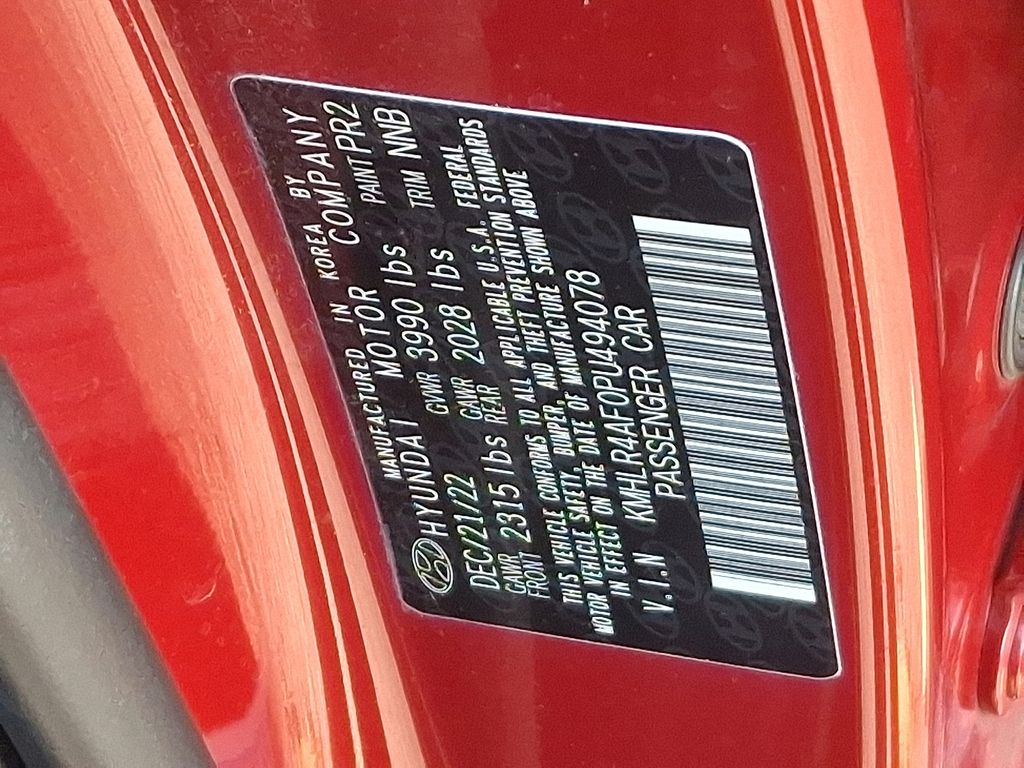 MANUFACTURED IN KOREA BY
HYUNDAI MOTOR COMPANY
DEC/21/22 GVWR 3990 lbs PAINT PR2
GAWR FRONT 2315 lbs GAWR REAR 2028 lbs TRIM NNB
THIS VEHICLE CONFORMS TO ALL APPLICABLE U.S.A. FEDERAL
MOTOR VEHICLE SAFETY, BUMPER, AND THEFT PREVENTION STANDARDS
IN EFFECT ON THE DATE OF MANUFACTURE SHOWN ABOVE
V.I.N KMHLR4AF0PU494078
PASSENGER CAR